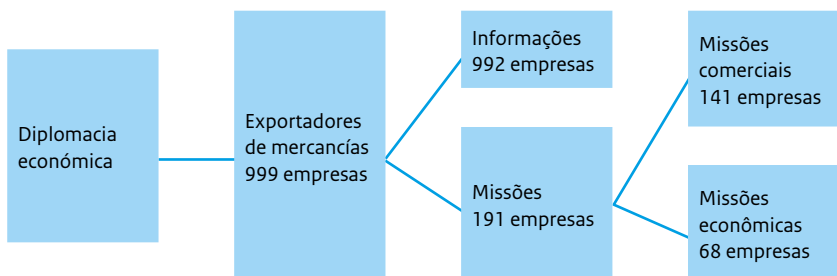 Diplomacia
económica
Exportadores
de mercancías
999 empresas
Informações
992 empresas
Missões
191 empresas
Missões
comerciais
141 empresas
Missões
econômicas
68 empresas